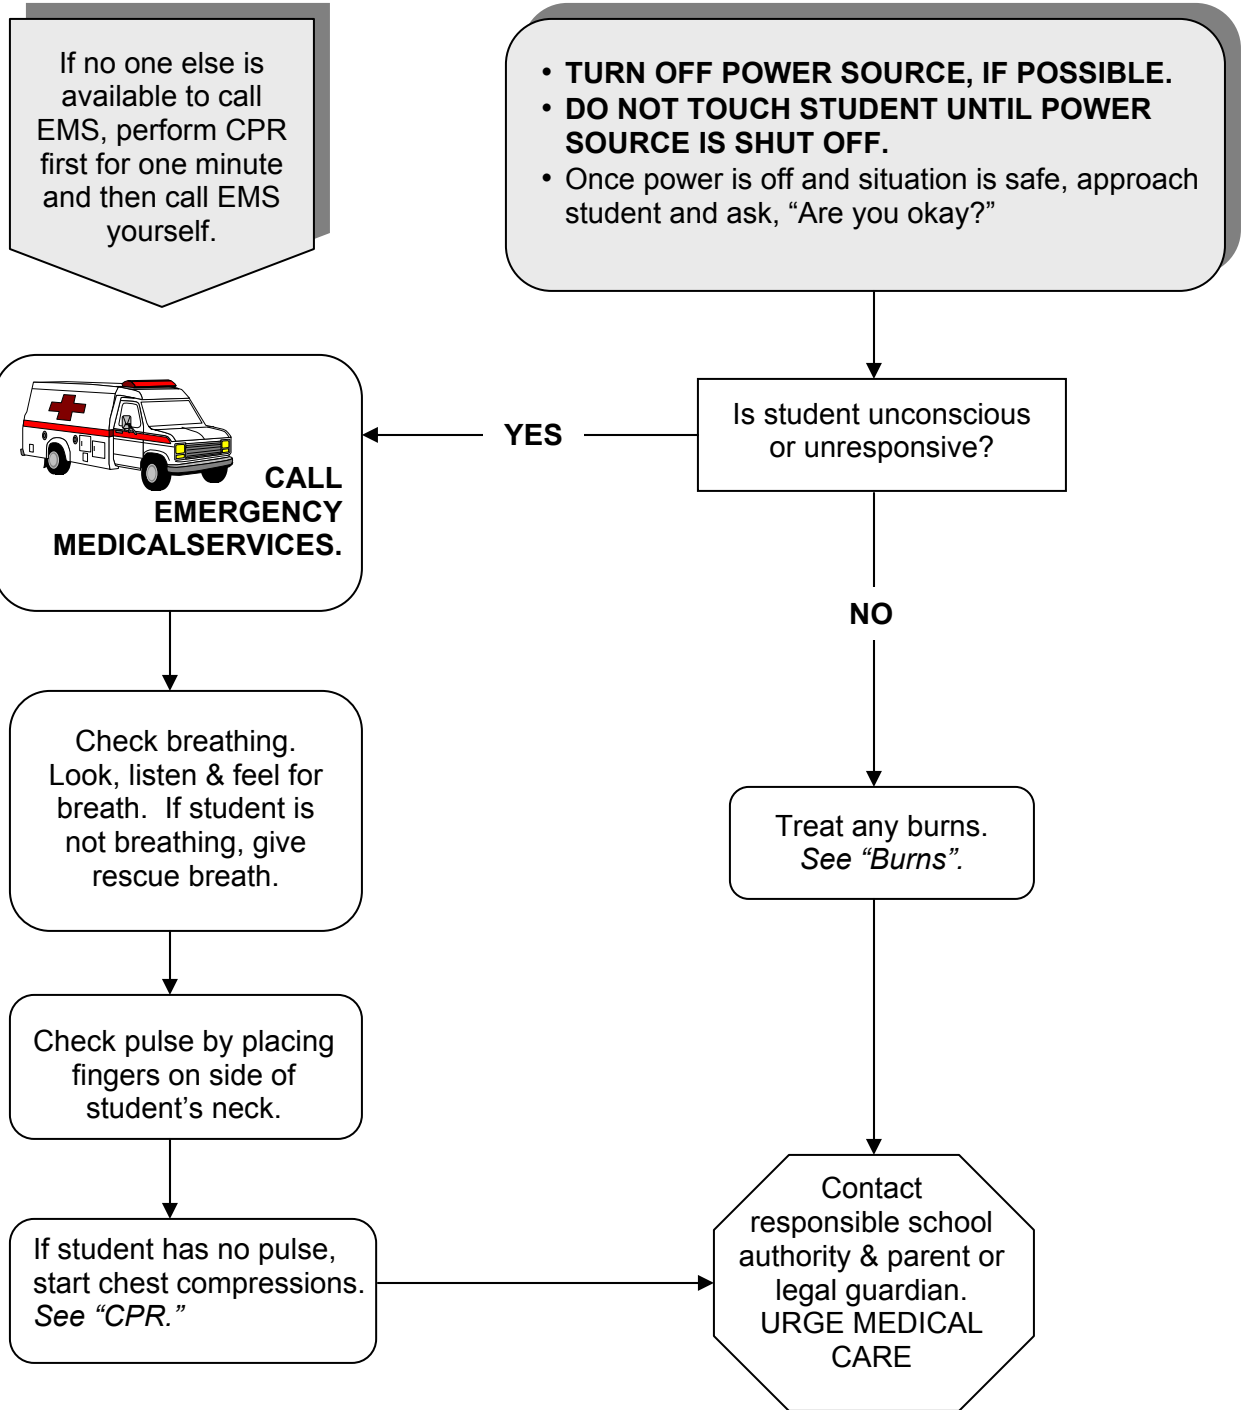 If no one else is
available to call
EMS, perform CPR
first for one minute
and then call EMS
yourself.
• TURN OFF POWER SOURCE, IF POSSIBLE.
• DO NOT TOUCH STUDENT UNTIL POWER
SOURCE IS SHUT OFF.
• Once power is off and situation is safe, approach
student and ask, “Are you okay?”
Is student unconscious
or unresponsive?
YES
CALL
EMERGENCY
MEDICALSERVICES.
NO
Check breathing.
Look, listen & feel for
breath.  If student is
not breathing, give
rescue breath.
Treat any burns.
See “Burns”.
Check pulse by placing
fingers on side of
student’s neck.
If student has no pulse,
start chest compressions.
See “CPR.”
Contact
responsible school
authority & parent or
legal guardian.
URGE MEDICAL
CARE